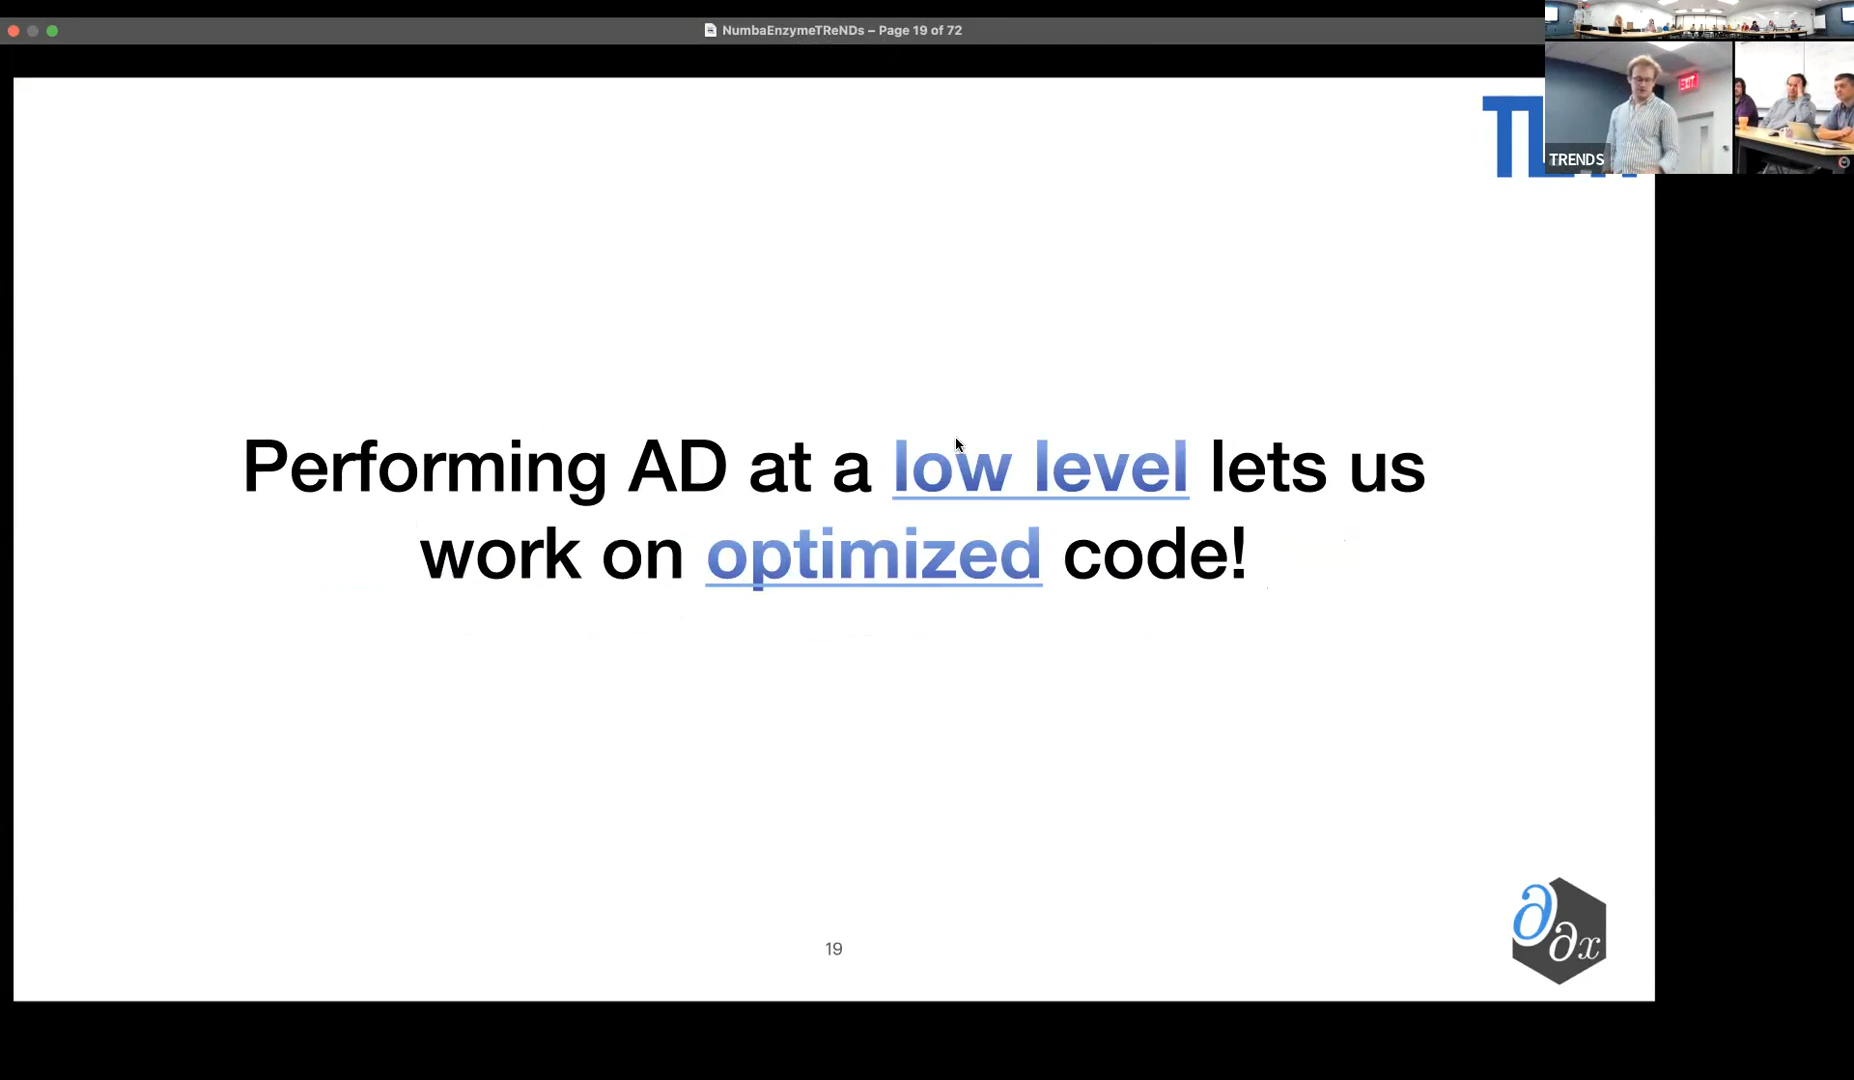 NumbaEnzymeTReNDs – Page 19 of 72
EXIT
TRENDS
Performing AD at a low level lets us
work on optimized code!
19
∂
∂x